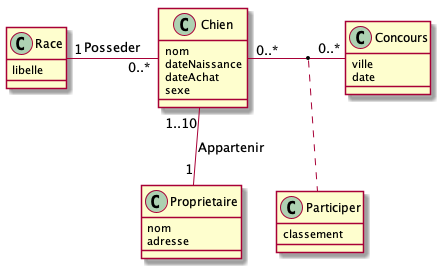 C Race
libelle
1 Posseder
0..*
C Chien
nom
dateNaissance
dateAchat
sexe
0..*
0..*
C Concours
ville
date
1..10
Appartenir
1
C Proprietaire
nom
adresse
C Participer
classement